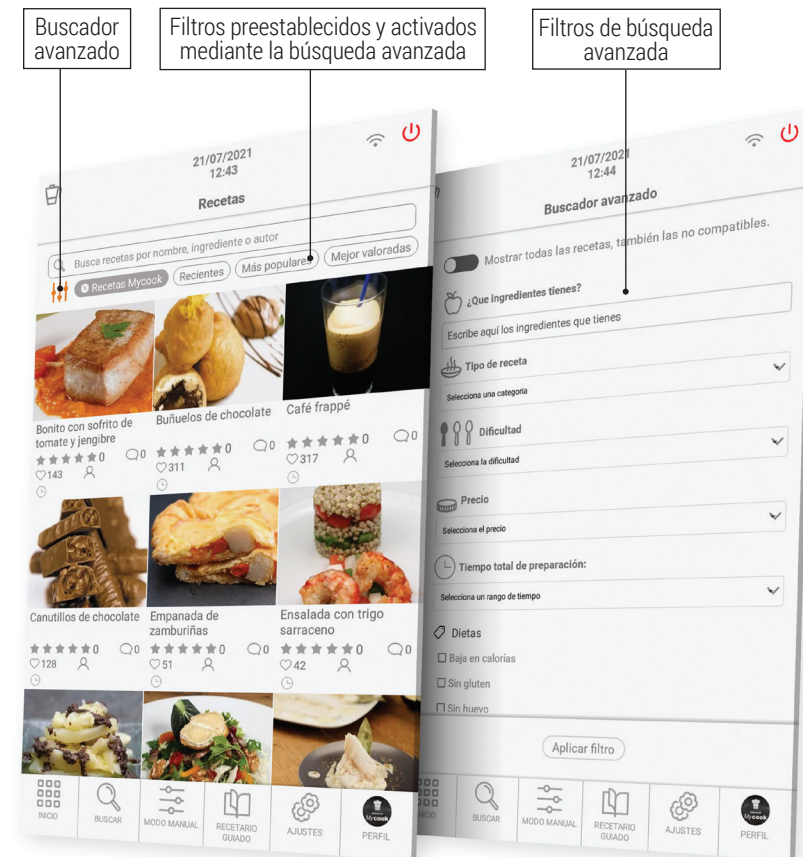 Buscador
avanzado
Filtros preestablecidos y activados
mediante la búsqueda avanzada
Filtros de búsqueda
avanzada
21/07/2021
12:43
Recetas
Busca recetas por nombre, ingrediente o autor
Recetas Mycook
Recientes
Más populares
Mejor valoradas
Bonito con sofrito de
tomate y jengibre
0
0
143
Buñuelos de chocolate
0
0
311
Café frappé
0
0
317
Canutillos de chocolate
0
0
128
Empanada de
zamburiñas
0
0
51
Ensalada con trigo
sarraceno
0
0
42
INICIO
BUSCAR
MODO MANUAL
RECETARIO
GUIADO
AJUSTES
Mycook
PERFIL
21/07/2021
12:44
Buscador avanzado
Mostrar todas las recetas, también las no compatibles.
¿Que ingredientes tienes?
Escribe aquí los ingredientes que tienes
Tipo de receta
Selecciona una categoria
Dificultad
Selecciona la dificultad
Precio
Selecciona el precio
Tiempo total de preparación:
Selecciona un rango de tiempo
Dietas
Baja en calorías
Sin gluten
Sin huevo
Aplicar filtro
INICIO
BUSCAR
MODO MANUAL
RECETARIO
GUIADO
AJUSTES
Mycook
PERFIL